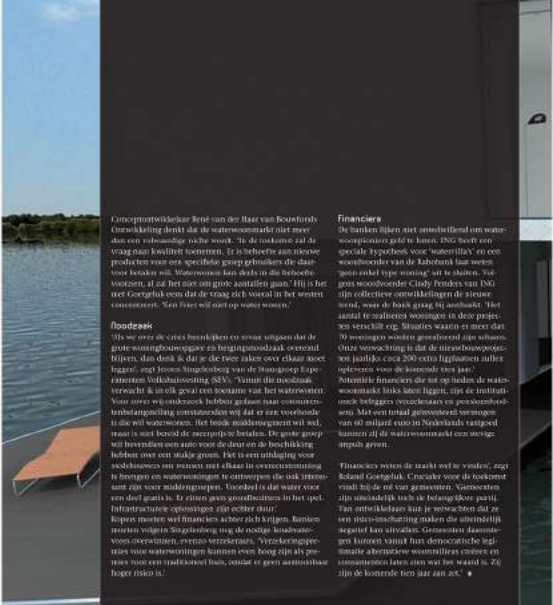 Conceptontwikkelaar René van der Haar van Bouwfonds
Ontwikkeling denkt dat de waterwoonmarkt niet meer
dan een volwaardige niche wordt. 'In de toekomst zal de
vraag naar kwaliteit toenemen. Er is behoefte aan nieuwe
producten voor een specifieke groep gebruikers die daar-
voor betalen wil. Waterwonen kan deels in die behoefte
voorzien, al zal het niet om grote aantallen gaan.' Hij is het
met Goetgeluk eens dat de vraag zich vooral in het westen
concentreert. 'Een Fries wil niet op water wonen.'
Noodzaak
'Als we over de crisis heenkijken en ervan uitgaan dat de
grote woningbouwopgave en bergingsnoodzaak overeind
blijven, dan denk ik dat je die twee zaken over elkaar moet
leggen', zegt Jeroen Singelenberg van de Stuurgroep Expe-
rimenten Volkshuisvesting (SEV). 'Vanuit die noodzaak
verwacht ik in elk geval een toename van het waterwonen.
Voor zover wij onderzoek hebben gedaan naar consumen-
tenbelangstelling constateerden wij dat er een voorhoede
is die wil waterwonen. Het brede middensegment wil wel,
maar is niet bereid de meerprijs te betalen. De grote groep
wil bovendien een auto voor de deur en de beschikking
hebben over een stukje groen. Het is een uitdaging voor
stedenbouwers om wensen met elkaar in overeenstemming
te brengen en waterwoningen te ontwerpen die ook interes-
sant zijn voor middengroepen. Voordeel is dat water voor
een deel gratis is. Er zitten geen grondkosten in het spel.
Infrastructurele oplossingen zijn echter duur.'
Kopers moeten wel financiers achter zich krijgen. Banken
moeten volgens Singelenberg nog de nodige koudwater-
vrees overwinnen, evenzo verzekeraars. 'Verzekeringspre-
mies voor waterwoningen kunnen even hoog zijn als pre-
mies voor een traditioneel huis, omdat er geen aantoonbaar
hoger risico is.'
Financiers
De banken lijken niet onwelwillend om water-
woonpioniers geld te lenen. ING heeft een
speciale hypotheek voor 'watervilla's' en een
woordvoerder van de Rabobank laat weten
'geen enkel type woning' uit te sluiten. Vol-
gens woordvoerder Cindy Penders van ING
zijn collectieve ontwikkelingen de nieuwe
trend, waar de bank graag bij aanhaakt. 'Het
aantal te realiseren woningen in deze projec-
ten verschilt erg. Situaties waarin er meer dan
70 woningen worden gerealiseerd zijn schaars.
Onze verwachting is dat de nieuwbouwprojec-
ten jaarlijks circa 200 extra ligplaatsen zullen
opleveren voor de komende tien jaar.'
Potentiële financiers die tot op heden de water-
woonmarkt links laten liggen, zijn de instituti-
onele beleggers (verzekeraars en pensioenfond-
sen). Met een totaal geïnvesteerd vermogen
van 60 miljard euro in Nederlands vastgoed
kunnen zij de waterwoonmarkt een stevige
impuls geven.
'Financiers weten de markt wel te vinden', zegt
Roland Goetgeluk. Crucialer voor de toekomst
vindt hij de rol van gemeenten. 'Gemeenten
zijn uiteindelijk toch de belangrijkste partij.
Van ontwikkelaars kun je verwachten dat ze
een risico-inschatting maken die uiteindelijk
negatief kan uitvallen. Gemeenten daarente-
gen kunnen vanuit hun democratische legi-
timatie alternatieve woonmilieus creëren en
consumenten laten zien wat het waard is. Zij
zijn de komende tien jaar aan zet.'